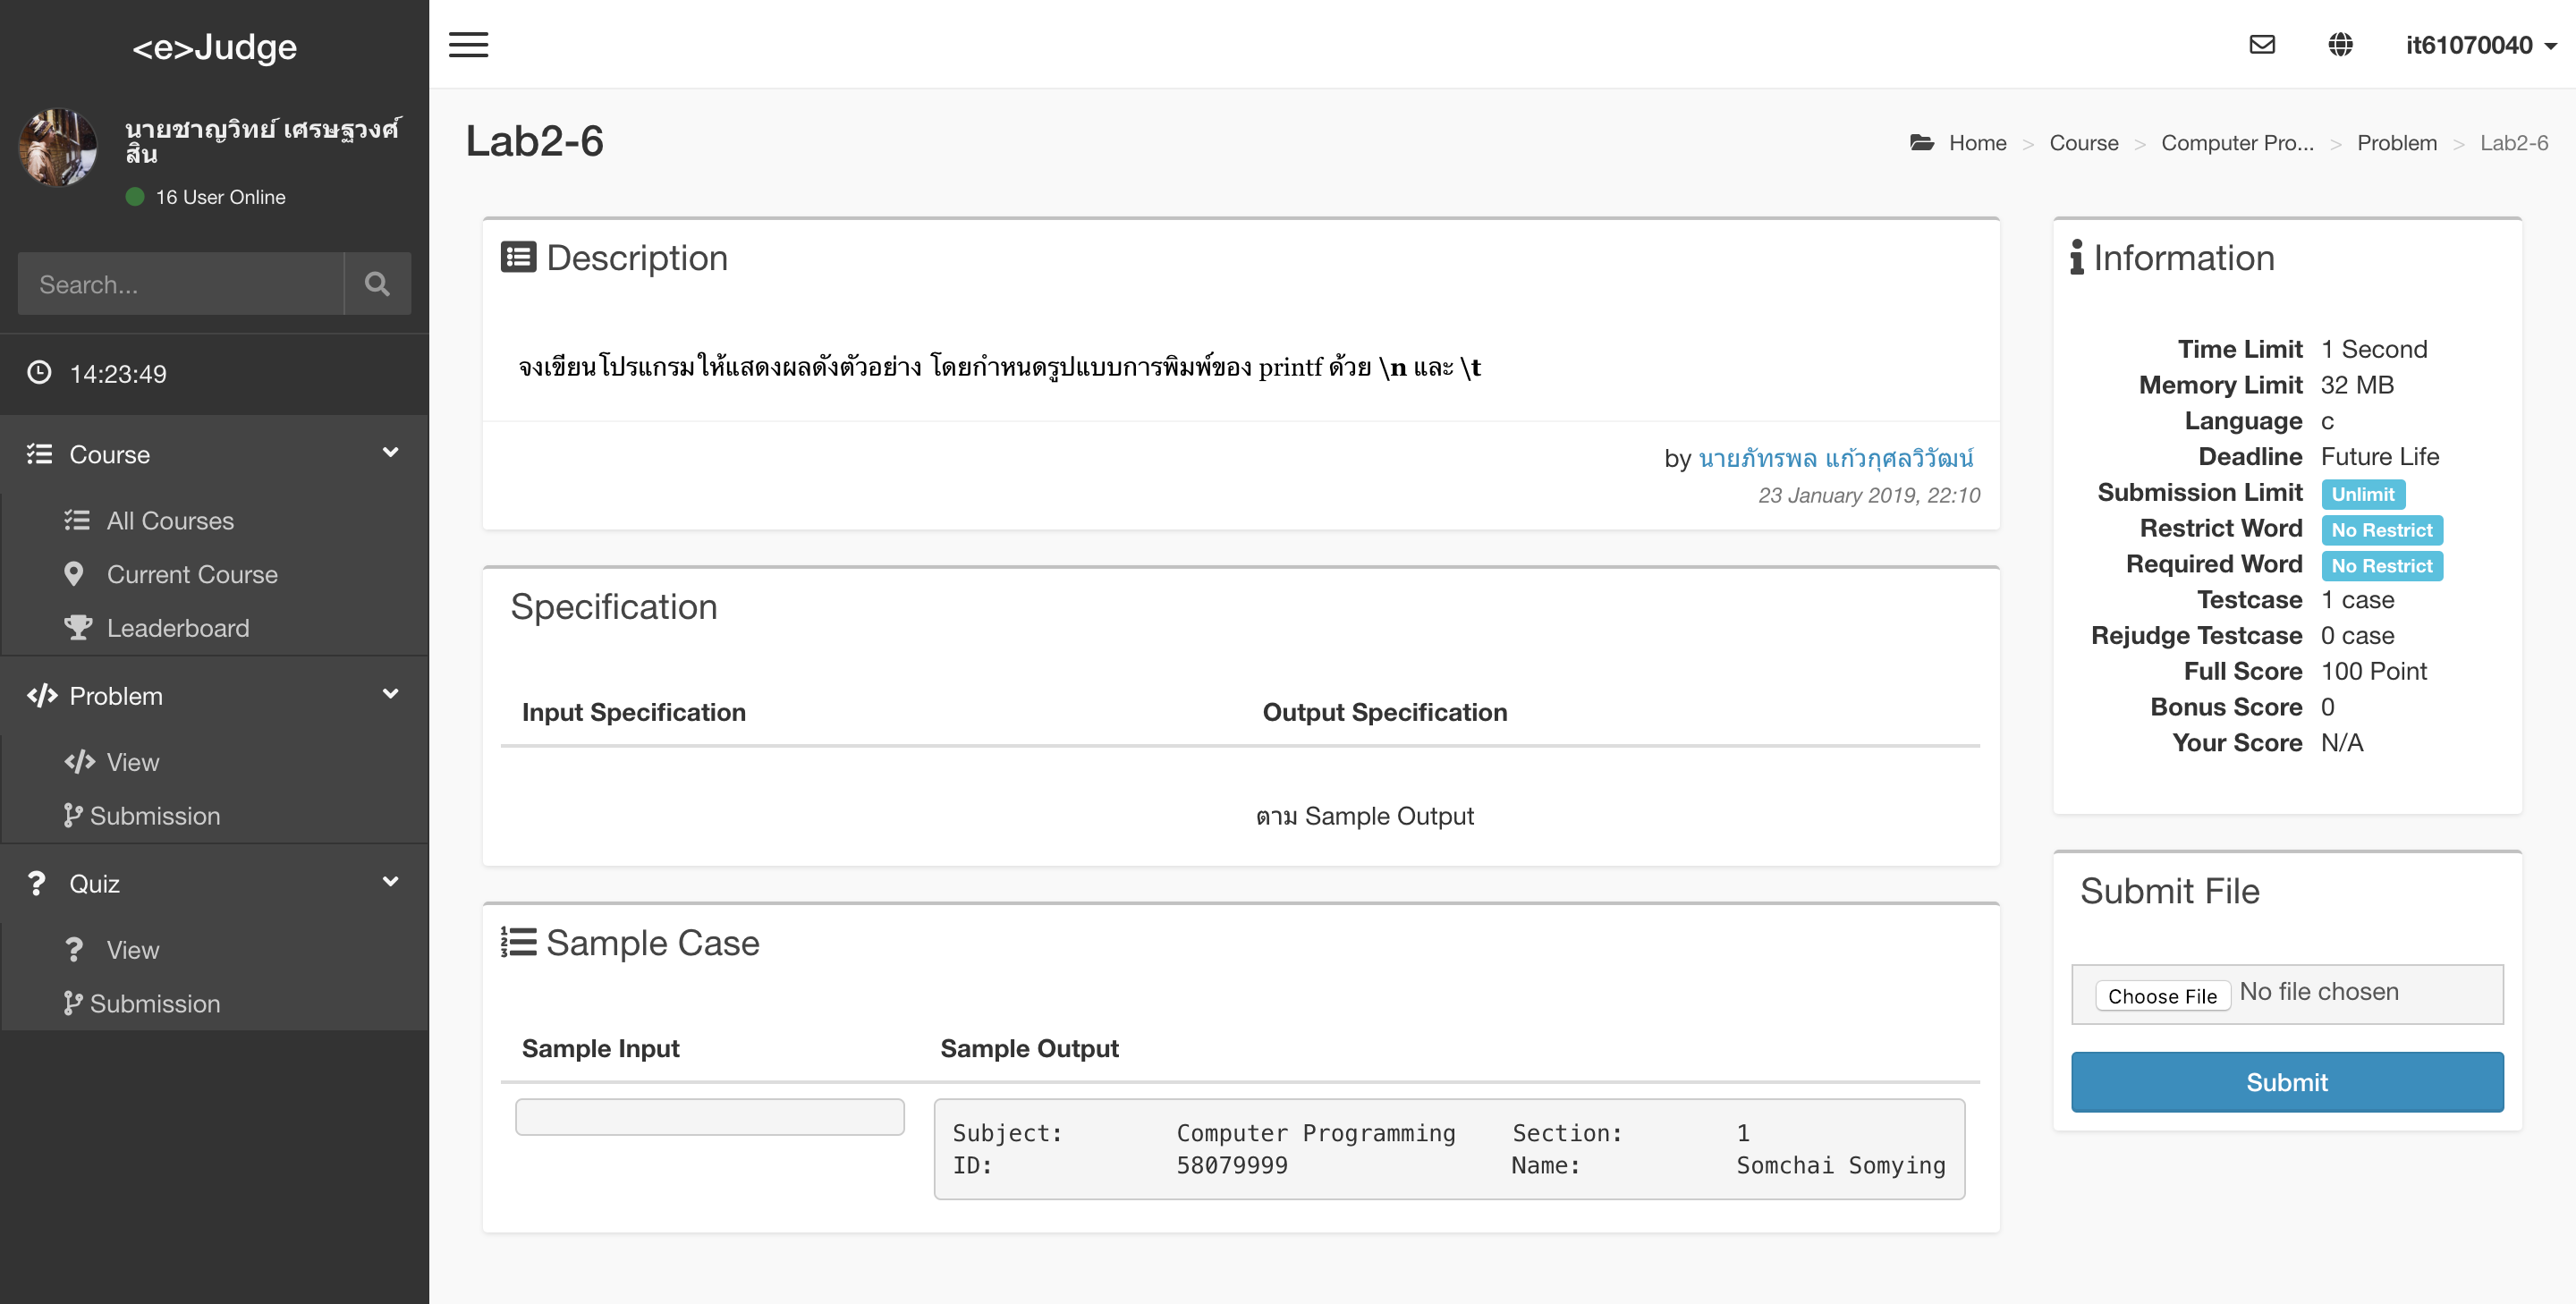 <e>Judge
นายชาญวิทย์ เศรษฐวงศ์
สิน
16 User Online
Search...
14:23:49
Course
All Courses
Current Course
Leaderboard
Problem
View
Submission
Quiz
View
Submission
it61070040
Lab2-6
Home > Course > Computer Pro... > Problem > Lab2-6
Description
จงเขียนโปรแกรมให้แสดงผลดังตัวอย่าง โดยกำหนดรูปแบบการพิมพ์ของ printf ด้วย \n และ \t
by นายภัทรพล แก้วกุศลวิวัฒน์
23 January 2019, 22:10
Specification
Input Specification Output Specification
ตาม Sample Output
Sample Case
Sample Input Sample Output
Subject: Computer Programming Section: 1
ID: 58079999 Name: Somchai Somying
Information
Time Limit 1 Second
Memory Limit 32 MB
Language c
Deadline Future Life
Submission Limit Unlimit
Restrict Word No Restrict
Required Word No Restrict
Testcase 1 case
Rejudge Testcase 0 case
Full Score 100 Point
Bonus Score 0
Your Score N/A
Submit File
Choose File No file chosen
Submit